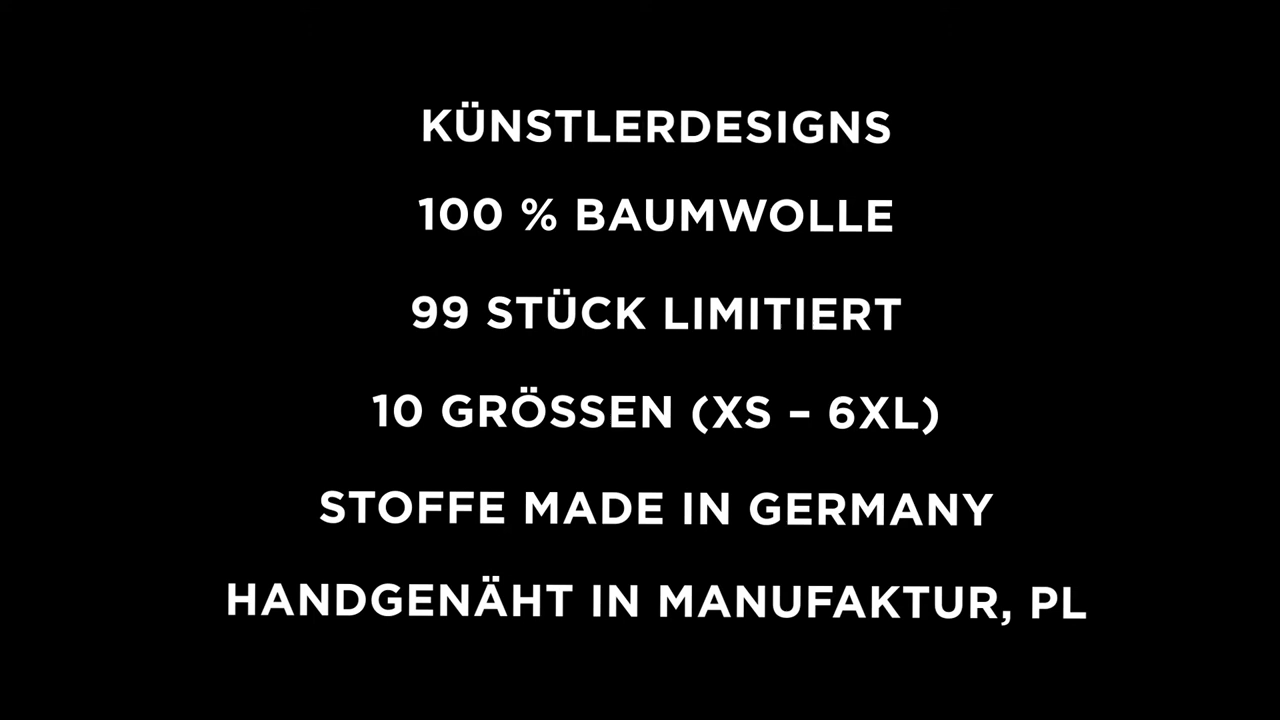 KÜNSTLERDESIGNS
100 % BAUMWOLLE
99 STÜCK LIMITIERT
10 GRÖSSEN (XS – 6XL)
STOFFE MADE IN GERMANY
HANDGENÄHT IN MANUFAKTUR, PL